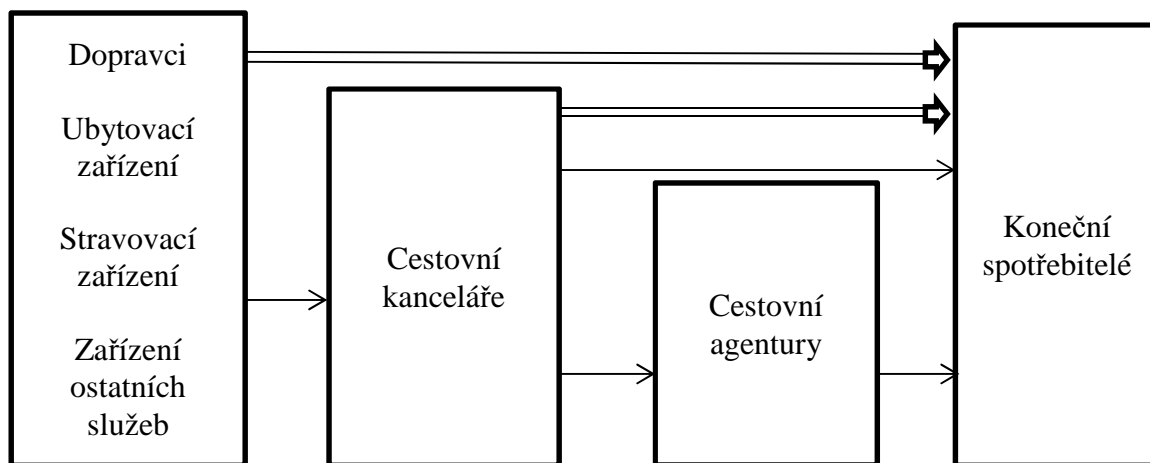 Dopravci
Ubytovací
zařízení
Stravovací
zařízení
Zařízení
ostatních
služeb
Cestovní
kanceláře
Cestovní
agentury
Koneční
spotřebitelé